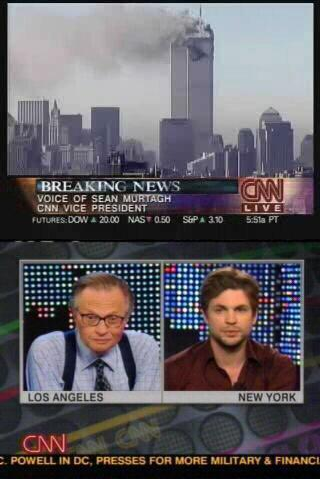 BREAKING NEWS
VOICE OF SEAN MURTAGH
CNN VICE PRESIDENT
CNN
LIVE
FUTURES: DOW ▲ 20.00 NAS ▼ 0.50 S&P ▲ 3.10 5:51a PT
LOS ANGELES
NEW YORK
CNN
C. POWELL IN DC, PRESSES FOR MORE MILITARY & FINANCI